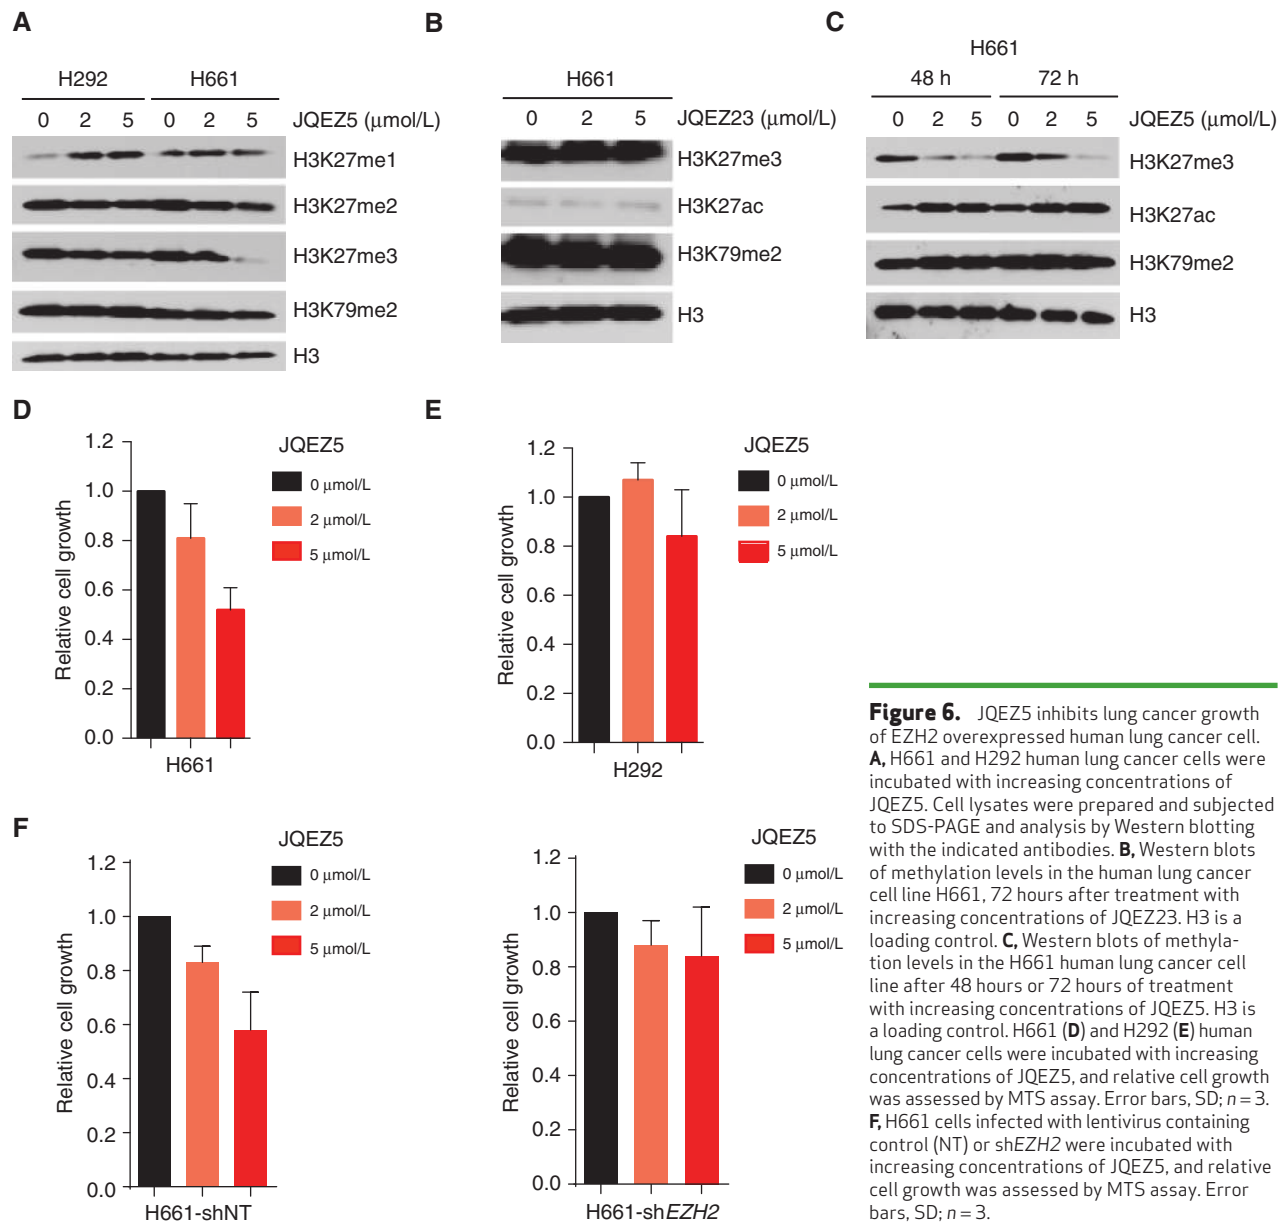 A
H292 H661
0 2 5 0 2 5 JQEZ5 (μmol/L)
H3K27me1
H3K27me2
H3K27me3
H3K79me2
H3
B
H661
0 2 5 JQEZ23 (μmol/L)
H3K27me3
H3K27ac
H3K79me2
H3
C
H661
48 h 72 h
0 2 5 0 2 5 JQEZ5 (μmol/L)
H3K27me3
H3K27ac
H3K79me2
H3
D
Relative cell growth
1.2
1.0
0.8
0.6
0.4
0.2
0.0
H661
JQEZ5
0 μmol/L
2 μmol/L
5 μmol/L
E
Relative cell growth
1.2
1.0
0.8
0.6
0.4
0.2
0.0
H292
JQEZ5
0 μmol/L
2 μmol/L
5 μmol/L
F
Relative cell growth
1.2
1.0
0.8
0.6
0.4
0.2
0.0
H661-shNT
JQEZ5
0 μmol/L
2 μmol/L
5 μmol/L
Relative cell growth
1.2
1.0
0.8
0.6
0.4
0.2
0.0
H661-shEZH2
JQEZ5
0 μmol/L
2 μmol/L
5 μmol/L
Figure 6. JQEZ5 inhibits lung cancer growth
of EZH2 overexpressed human lung cancer cell.
A, H661 and H292 human lung cancer cells were
incubated with increasing concentrations of
JQEZ5. Cell lysates were prepared and subjected
to SDS-PAGE and analysis by Western blotting
with the indicated antibodies. B, Western blots
of methylation levels in the human lung cancer
cell line H661, 72 hours after treatment with
increasing concentrations of JQEZ23. H3 is a
loading control. C, Western blots of methyla-
tion levels in the H661 human lung cancer cell
line after 48 hours or 72 hours of treatment
with increasing concentrations of JQEZ5. H3 is
a loading control. H661 (D) and H292 (E) human
lung cancer cells were incubated with increasing
concentrations of JQEZ5, and relative cell growth
was assessed by MTS assay. Error bars, SD; n = 3.
F, H661 cells infected with lentivirus containing
control (NT) or shEZH2 were incubated with
increasing concentrations of JQEZ5, and relative
cell growth was assessed by MTS assay. Error
bars, SD; n = 3.